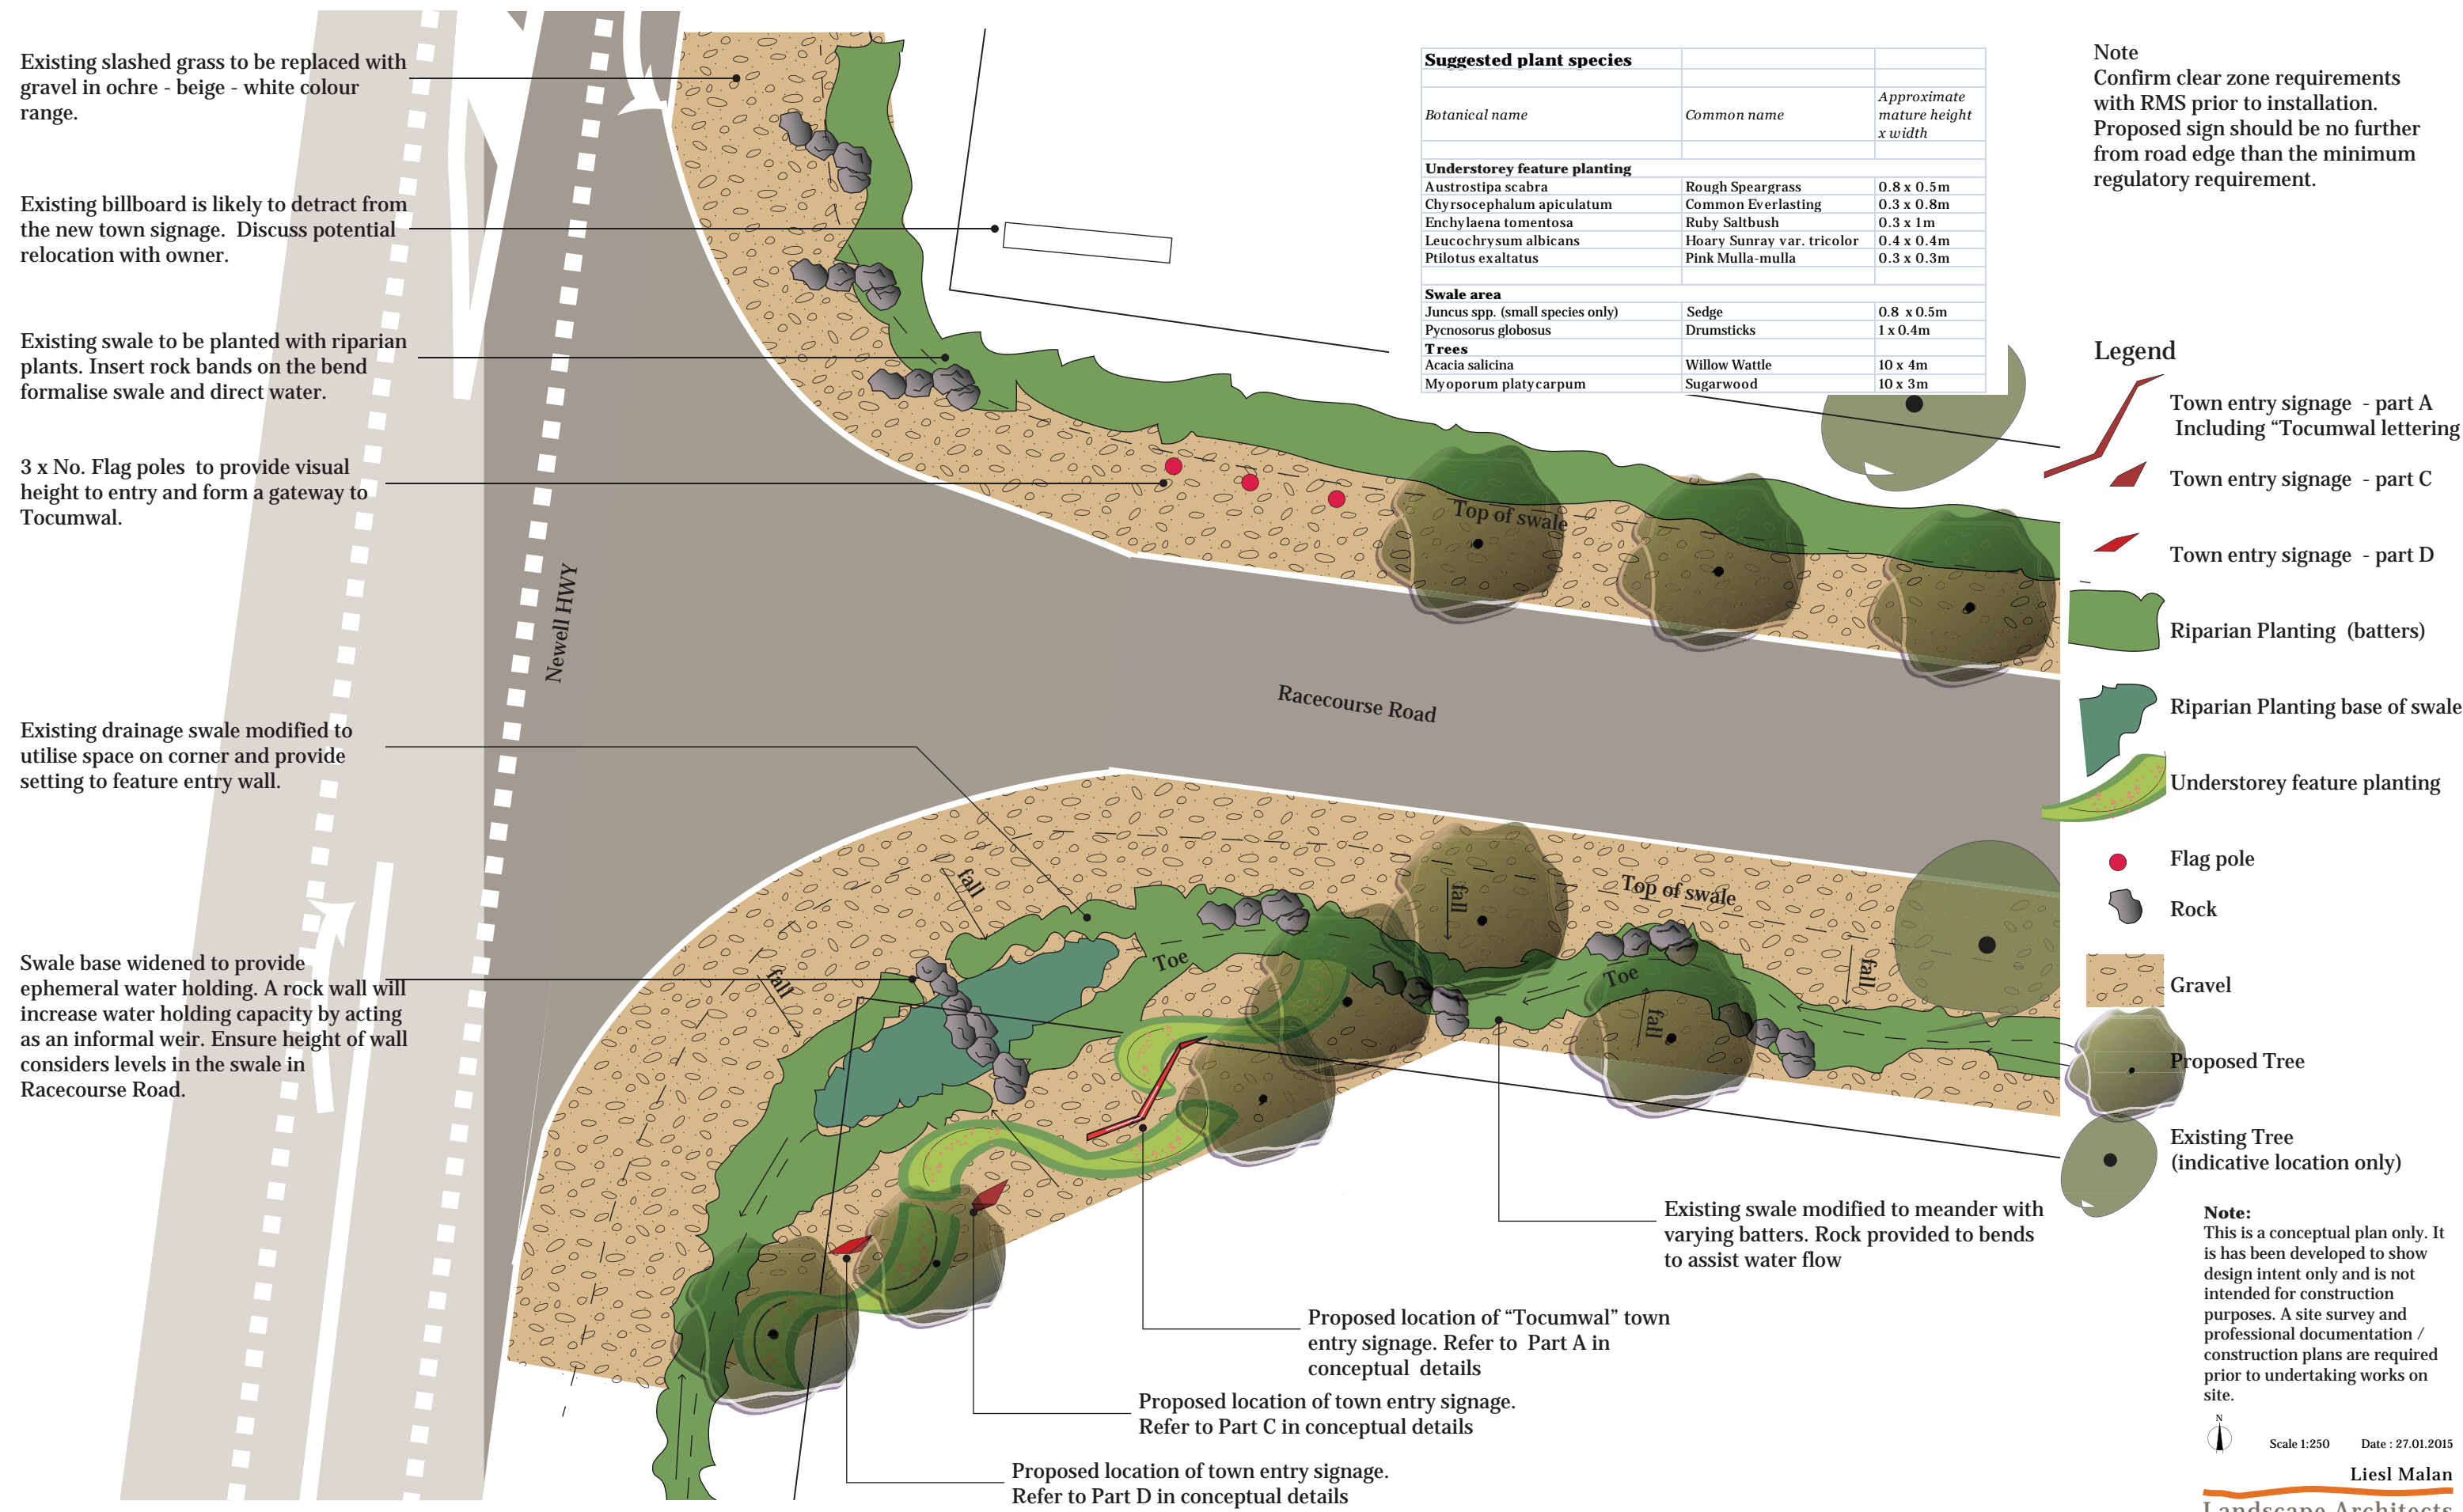 Existing slashed grass to be replaced with
gravel in ochre - beige - white colour
range.
Existing billboard is likely to detract from
the new town signage.  Discuss potential
relocation with owner.
Existing swale to be planted with riparian
plants. Insert rock bands on the bend
formalise swale and direct water.
3 x No. Flag poles  to provide visual
height to entry and form a gateway to
Tocumwal.
Existing drainage swale modified to
utilise space on corner and provide
setting to feature entry wall.
Swale base widened to provide
ephemeral water holding. A rock wall will
increase water holding capacity by acting
as an informal weir. Ensure height of wall
considers levels in the swale in
Racecourse Road.
Newell HWY
Racecourse Road
Top of swale
Top of swale
fall
fall
fall
fall
fall
Toe
Toe
Suggested plant species
Botanical name Common name Approximate
mature height
x width
Understorey feature planting
Austrostipa scabra Rough Speargrass 0.8 x 0.5m
Chyrsocephalum apiculatum Common Everlasting 0.3 x 0.8m
Enchylaena tomentosa Ruby Saltbush 0.3 x 1m
Leucochrysum albicans Hoary Sunray var. tricolor 0.4 x 0.4m
Ptilotus exaltatus Pink Mulla-mulla 0.3 x 0.3m
Swale area
Juncus spp. (small species only) Sedge 0.8 x 0.5m
Pycnosorus globosus Drumsticks 1 x 0.4m
Trees
Acacia salicina Willow Wattle 10 x 4m
Myoporum platycarpum Sugarwood 10 x 3m
Existing swale modified to meander with
varying batters. Rock provided to bends
to assist water flow
Proposed location of “Tocumwal” town
entry signage. Refer to  Part A in
conceptual  details
Proposed location of town entry signage.
Refer to Part C in conceptual details
Proposed location of town entry signage.
Refer to Part D in conceptual details
Note
Confirm clear zone requirements
with RMS prior to installation.
Proposed sign should be no further
from road edge than the minimum
regulatory requirement.
Legend
Town entry signage  - part A
Including “Tocumwal lettering
Town entry signage  - part C
Town entry signage  - part D
Riparian Planting  (batters)
Riparian Planting base of swale
Understorey feature planting
Flag pole
Rock
Gravel
Proposed Tree
Existing Tree
(indicative location only)
Note:
This is a conceptual plan only. It
is has been developed to show
design intent only and is not
intended for construction
purposes. A site survey and
professional documentation /
construction plans are required
prior to undertaking works on
site.
N
Scale 1:250 Date : 27.01.2015
Liesl Malan
Landscape Architects